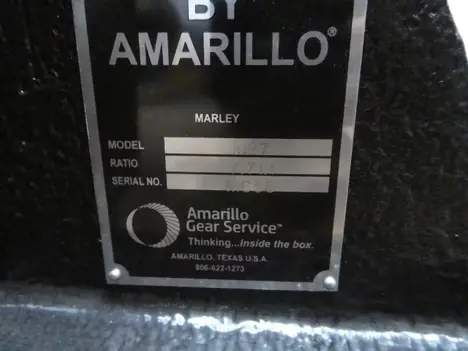 BY
AMARILLO®
MARLEY
MODEL
RATIO
SERIAL NO.
Amarillo
Gear Service™
Thinking...inside the box.
AMARILLO, TEXAS U.S.A.
806-622-1273